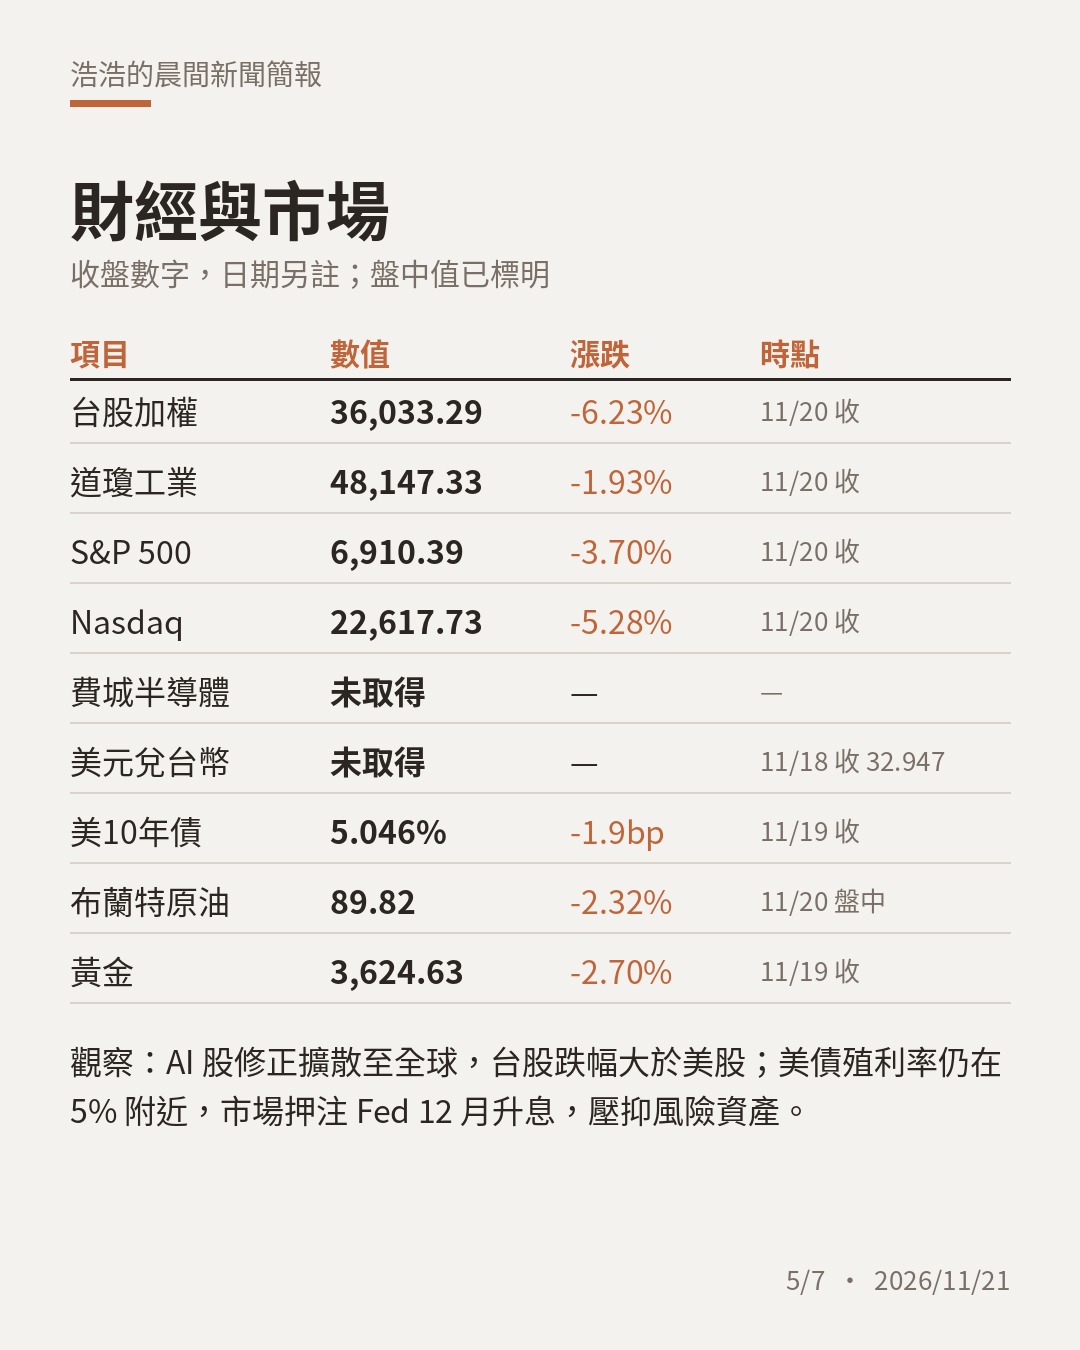 浩浩的晨間新聞簡報
財經與市場
收盤數字，日期另註；盤中值已標明
項目 數值 漲跌 時點
台股加權 36,033.29 -6.23% 11/20 收
道瓊工業 48,147.33 -1.93% 11/20 收
S&P 500 6,910.39 -3.70% 11/20 收
Nasdaq 22,617.73 -5.28% 11/20 收
費城半導體 未取得 — —
美元兌台幣 未取得 — 11/18 收 32.947
美10年債 5.046% -1.9bp 11/19 收
布蘭特原油 89.82 -2.32% 11/20 盤中
黃金 3,624.63 -2.70% 11/19 收
觀察：AI 股修正擴散至全球，台股跌幅大於美股；美債殖利率仍在
5% 附近，市場押注 Fed 12 月升息，壓抑風險資產。
5/7 • 2026/11/21